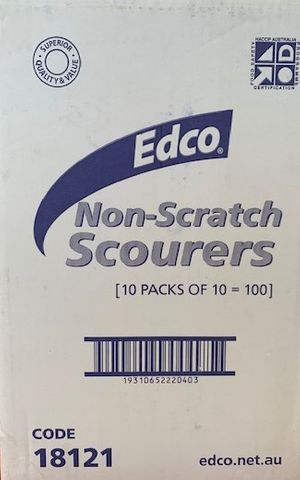 SUPERIOR
QUALITY & VALUE
HACCP AUSTRALIA
FOOD SAFETY
PROGRAMME
CERTIFICATION
Edco®
Non-Scratch
Scourers
[10 PACKS OF 10 = 100]
19310652220403
CODE
18121
edco.net.au